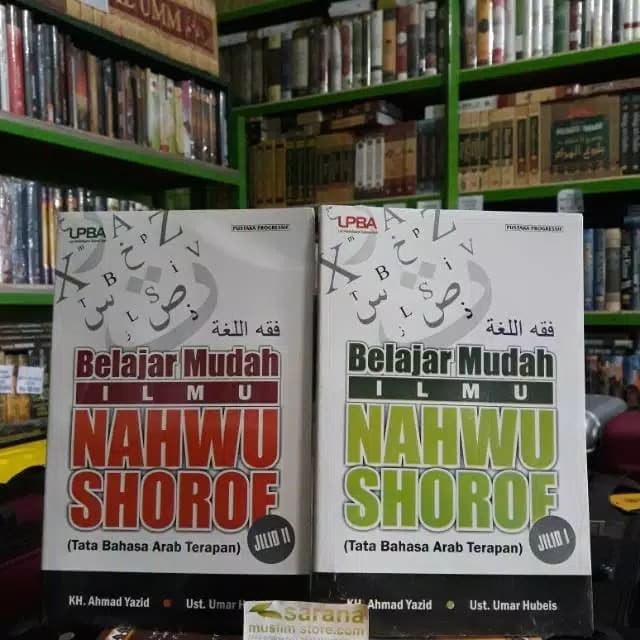 LPBA
PUSTAKA PROGRESSIF
فقه اللغة
Belajar Mudah
ILMU
NAHWU
SHOROF
JILID II
(Tata Bahasa Arab Terapan)
KH. Ahmad Yazid
Ust. Umar
LPBA
PUSTAKA PROGRESSIF
فقه اللغة
Belajar Mudah
ILMU
NAHWU
SHOROF
JILID I
(Tata Bahasa Arab Terapan)
KH. Ahmad Yazid
Ust. Umar Hubeis
sarana
muslim store.com